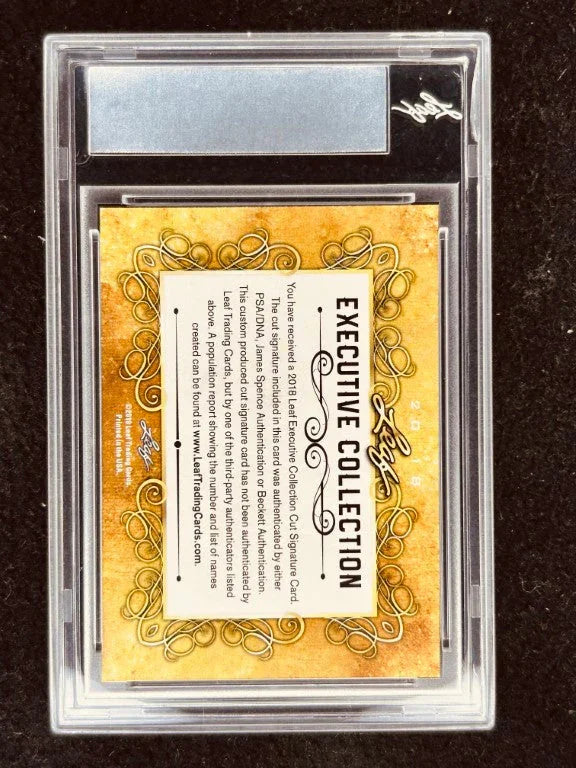 Leaf
2018
Leaf
EXECUTIVE COLLECTION
You have received a 2018 Leaf Executive Collection Cut Signature Card.
The cut signature included in this card was authenticated by either
PSA/DNA, James Spence Authentication or Beckett Authentication.
This custom produced cut signature card has not been authenticated by
Leaf Trading Cards, but by one of the third-party authenticators listed
above. A population report showing the number and list of names
created can be found at www.LeafTradingCards.com.
Leaf
©2018 Leaf Trading Cards.
Printed in the USA.